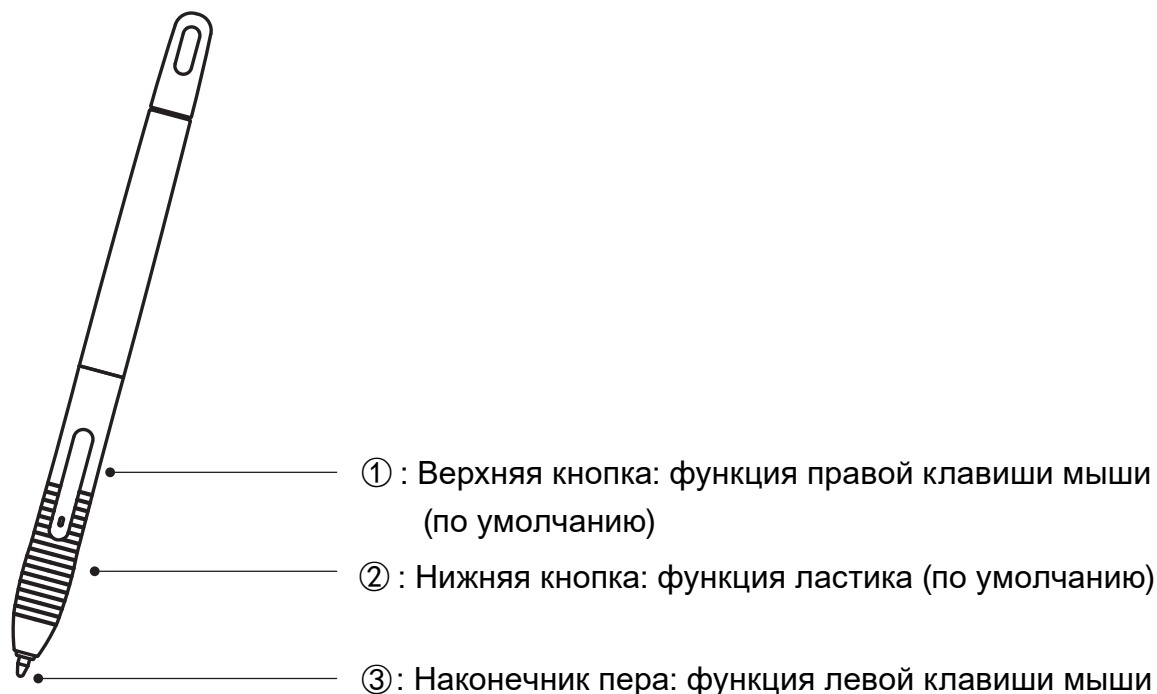 ① : Верхняя кнопка: функция правой клавиши мыши
(по умолчанию)
② : Нижняя кнопка: функция ластика (по умолчанию)
③ : Наконечник пера: функция левой клавиши мыши